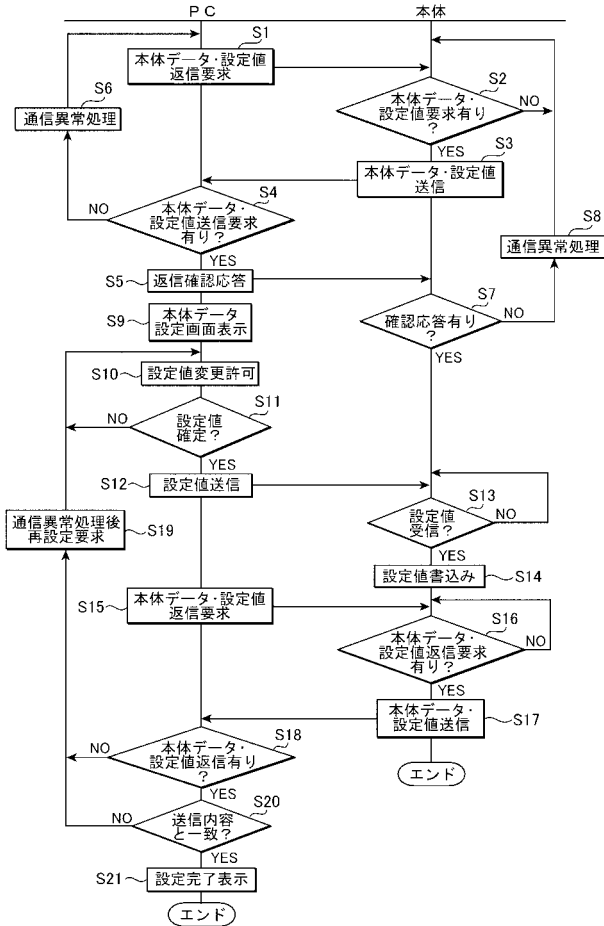 PC
本体
S1
本体データ・設定値
返信要求
S2
本体データ・
設定値要求有り
?
NO
YES
S6
通信異常処理
S3
本体データ・設定値
送信
S4
本体データ・
設定値送信要求
有り?
NO
YES
S8
通信異常処理
S5
返信確認応答
S7
確認応答有り
?
NO
YES
S9
本体データ
設定画面表示
S10
設定値変更許可
S11
設定値
確定?
NO
YES
S12
設定値送信
S13
設定値
受信?
NO
YES
通信異常処理後
再設定要求
S19
設定値書込み
S14
S15
本体データ・設定値
返信要求
S16
本体データ・
設定値返信要求
有り?
NO
YES
本体データ・
設定値送信
S17
S18
本体データ・
設定値返信有り
?
NO
YES
エンド
S20
送信内容
と一致?
NO
YES
S21
設定完了表示
エンド